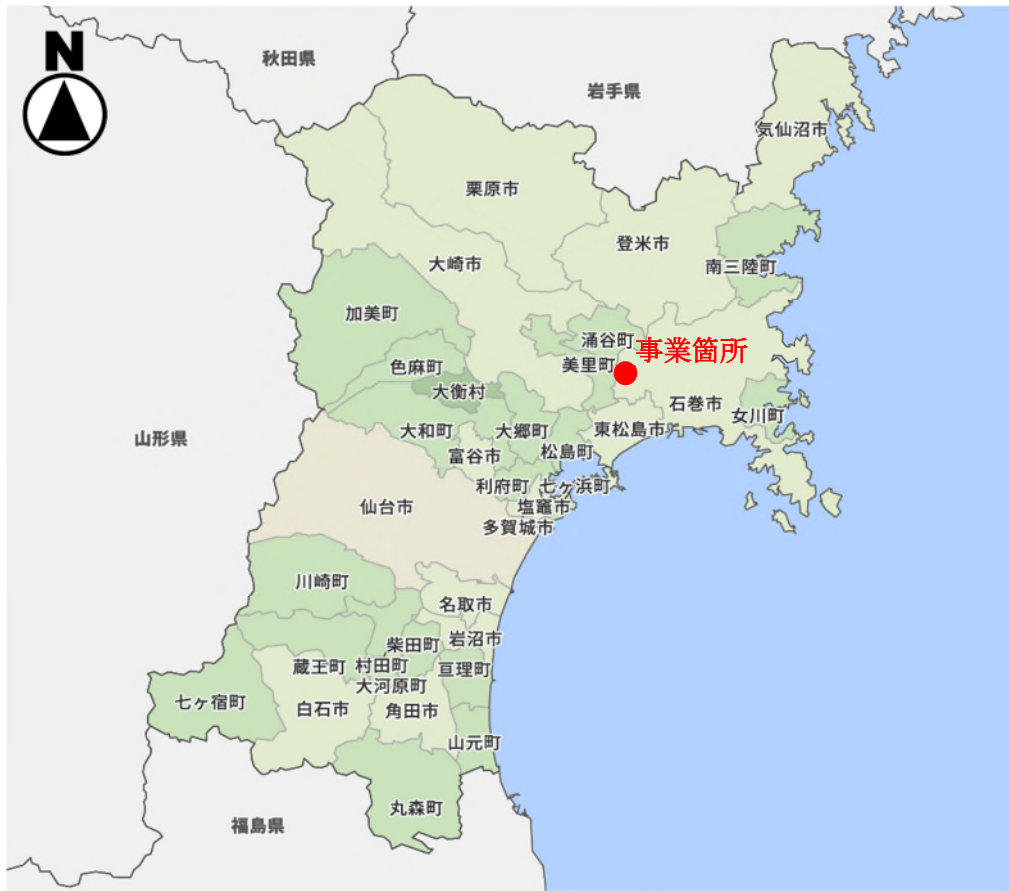 N
秋田県
岩手県
気仙沼市
栗原市
登米市
大崎市
南三陸町
加美町
涌谷町
事業箇所
色麻町
美里町
大衡村
石巻市
女川町
大和町
大郷町
東松島市
山形県
富谷市
松島町
利府町
七ヶ浜町
仙台市
塩竈市
多賀城市
川崎町
名取市
柴田町
岩沼市
蔵王町
村田町
亘理町
大河原町
七ヶ宿町
白石市
角田市
山元町
丸森町
福島県